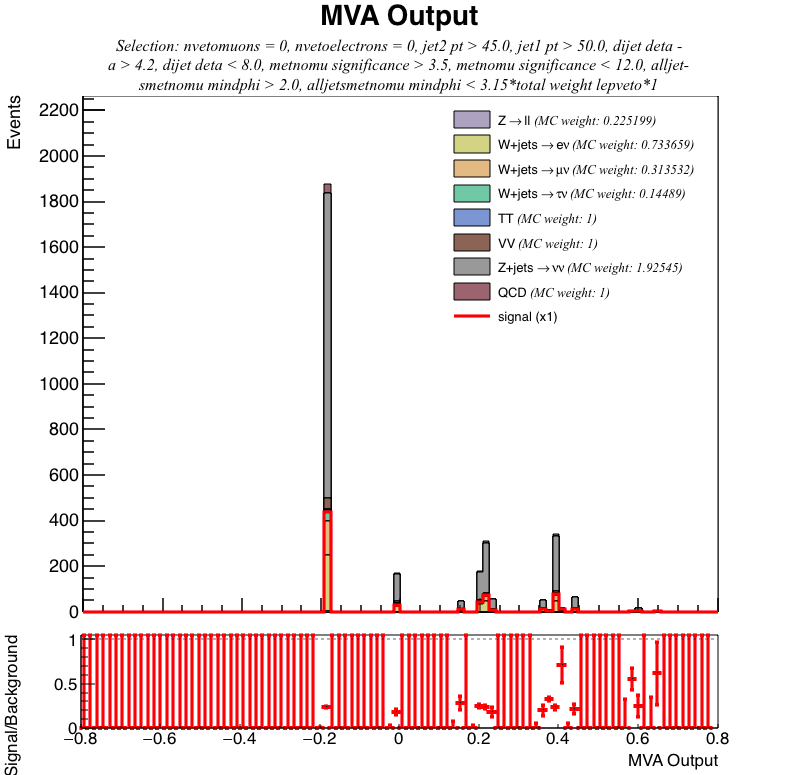 MVA Output
Selection: nvetomuons = 0, nvetoelectrons = 0, jet2 pt > 45.0, jet1 pt > 50.0, dijet deta -
a > 4.2, dijet deta < 8.0, metnomu significance > 3.5, metnomu significance < 12.0, alljet-
smetnomu mindphi > 2.0, alljetsmetnomu mindphi < 3.15*total weight lepveto*1
Events
2200
2000
1800
1600
1400
1200
1000
800
600
400
200
0
Z→ll (MC weight: 0.225199)
W+jets→eν (MC weight: 0.733659)
W+jets→μν (MC weight: 0.313532)
W+jets→τν (MC weight: 0.14489)
TT (MC weight: 1)
VV (MC weight: 1)
Z+jets→νν (MC weight: 1.92545)
QCD (MC weight: 1)
signal (x1)
Signal/Background
1
0.5
0
−0.8 −0.6 −0.4 −0.2 0 0.2 0.4 0.6 0.8
MVA Output